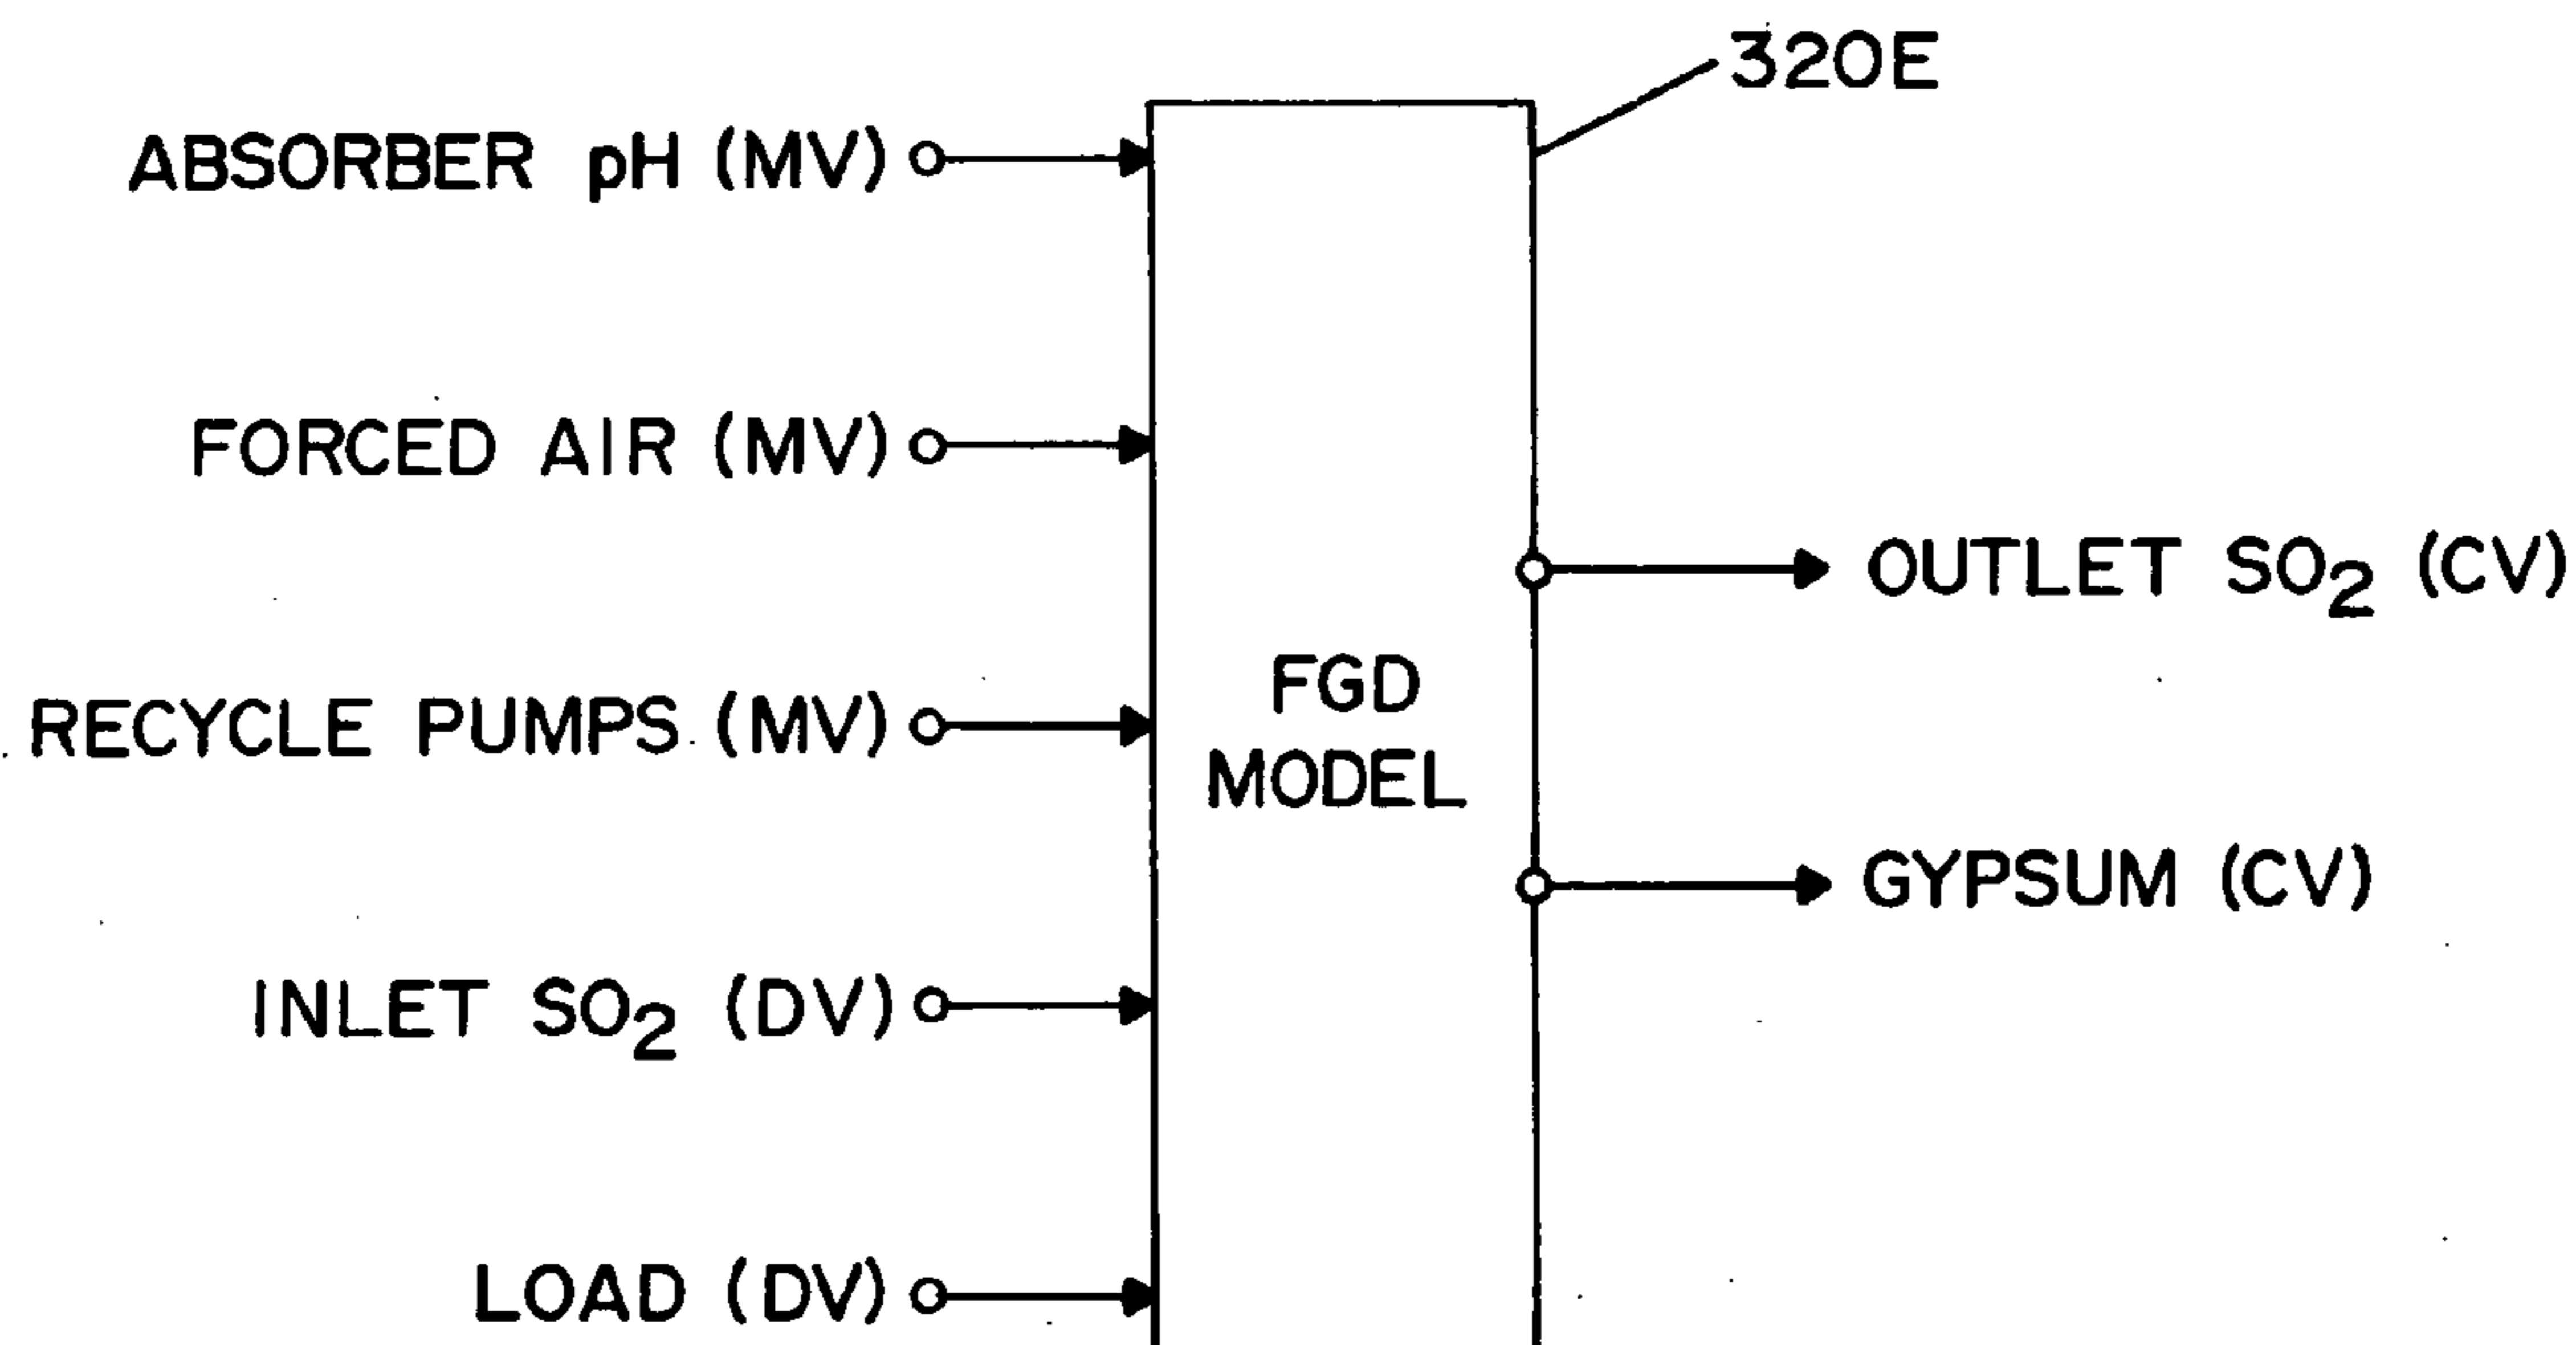 320E
ABSORBER pH (MV)
FORCED AIR (MV)
RECYCLE PUMPS (MV)
INLET SO₂ (DV)
LOAD (DV)
FGD
MODEL
OUTLET SO₂ (CV)
GYPSUM (CV)